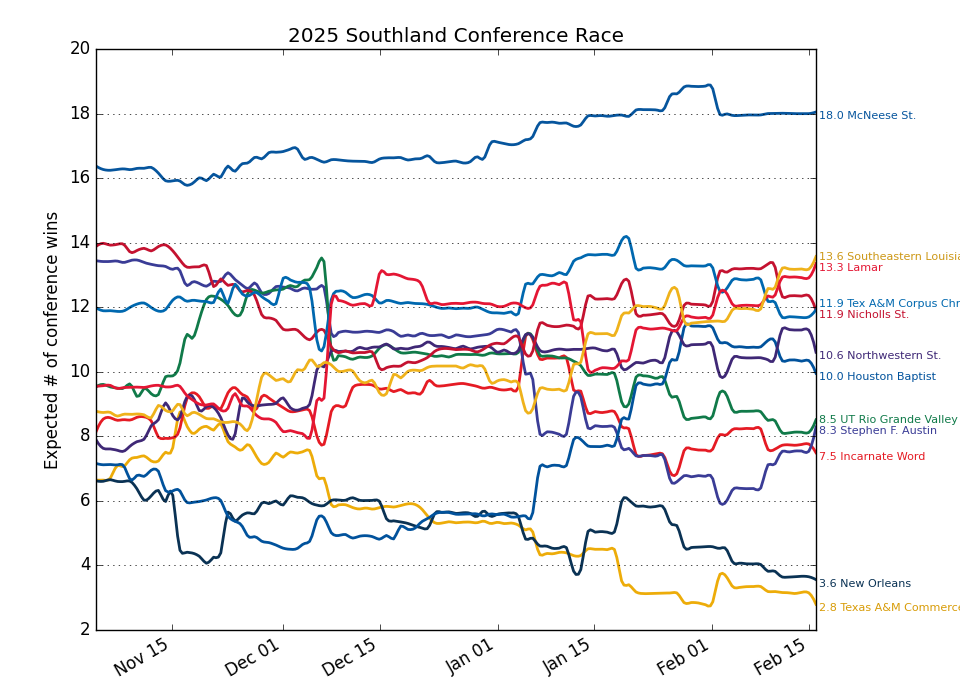 2025 Southland Conference Race
Expected # of conference wins
20
18
16
14
12
10
8
6
4
2
Nov 15
Dec 01
Dec 15
Jan 01
Jan 15
Feb 01
Feb 15
18.0 McNeese St.
13.6 Southeastern Louisia
13.3 Lamar
11.9 Tex A&M Corpus Chr
11.9 Nicholls St.
10.6 Northwestern St.
10.0 Houston Baptist
8.5 UT Rio Grande Valley
8.3 Stephen F. Austin
7.5 Incarnate Word
3.6 New Orleans
2.8 Texas A&M Commerce